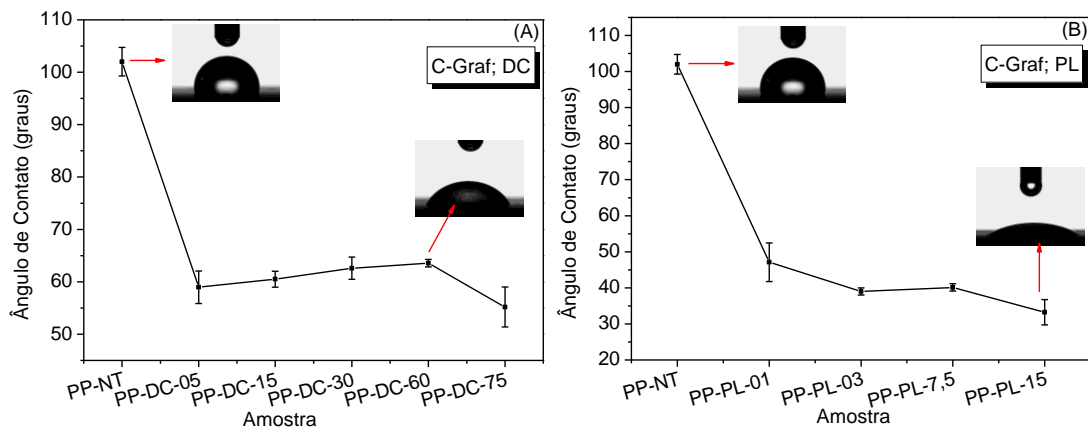 (A)
C-Graf; DC
Ângulo de Contato (graus)
110
100
90
80
70
60
50
PP-NT
PP-DC-05
PP-DC-15
PP-DC-30
PP-DC-60
PP-DC-75
Amostra
(B)
C-Graf; PL
Ângulo de Contato (graus)
110
100
90
80
70
60
50
40
30
20
PP-NT
PP-PL-01
PP-PL-03
PP-PL-7,5
PP-PL-15
Amostra